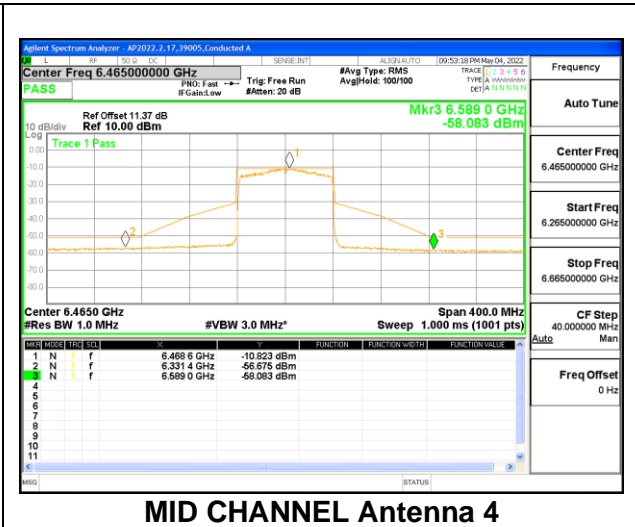 Agilent Spectrum Analyzer - AP2022.2.17,39005,Conducted A
L RF 50 Ω DC SENSE:INT ALIGN AUTO 09:53:18 PM May 04, 2022
Center Freq 6.465000000 GHz #Avg Type: RMS TRACE 1 2 3 4 5 6
PASS PNO: Fast Trig: Free Run Avg|Hold: 100/100 TYPE A
IFGain:Low #Atten: 20 dB DET A N N N N N
Ref Offset 11.37 dB Mkr3 6.589 0 GHz
10 dB/div Ref 10.00 dBm -58.083 dBm
Log
Trace 1 Pass
0.00
-10.0
-20.0
-30.0
-40.0
-50.0
-60.0
-70.0
-80.0
1
2
3
Center 6.4650 GHz Span 400.0 MHz
#Res BW 1.0 MHz #VBW 3.0 MHz* Sweep 1.000 ms (1001 pts)
MKR MODE TRC SCL X Y FUNCTION FUNCTION WIDTH FUNCTION VALUE
1 N 1 f 6.468 6 GHz -10.823 dBm
2 N 1 f 6.331 4 GHz -56.675 dBm
3 N 1 f 6.589 0 GHz -58.083 dBm
4
5
6
7
8
9
10
11
MSG STATUS
Frequency
Auto Tune
Center Freq
6.465000000 GHz
Start Freq
6.265000000 GHz
Stop Freq
6.665000000 GHz
CF Step
40.000000 MHz
Auto Man
Freq Offset
0 Hz
MID CHANNEL Antenna 4